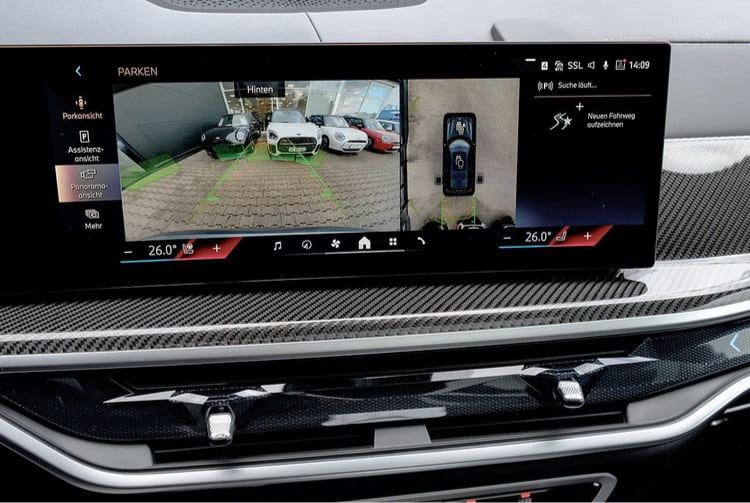 PARKEN
SSL
14:09
Hinten
Suche läuft...
Parkansicht
Neuen Fahrweg
aufzeichnen
Assistenz-
ansicht
Panorama-
ansicht
Mehr
- 26.0° +
- 26.0° +